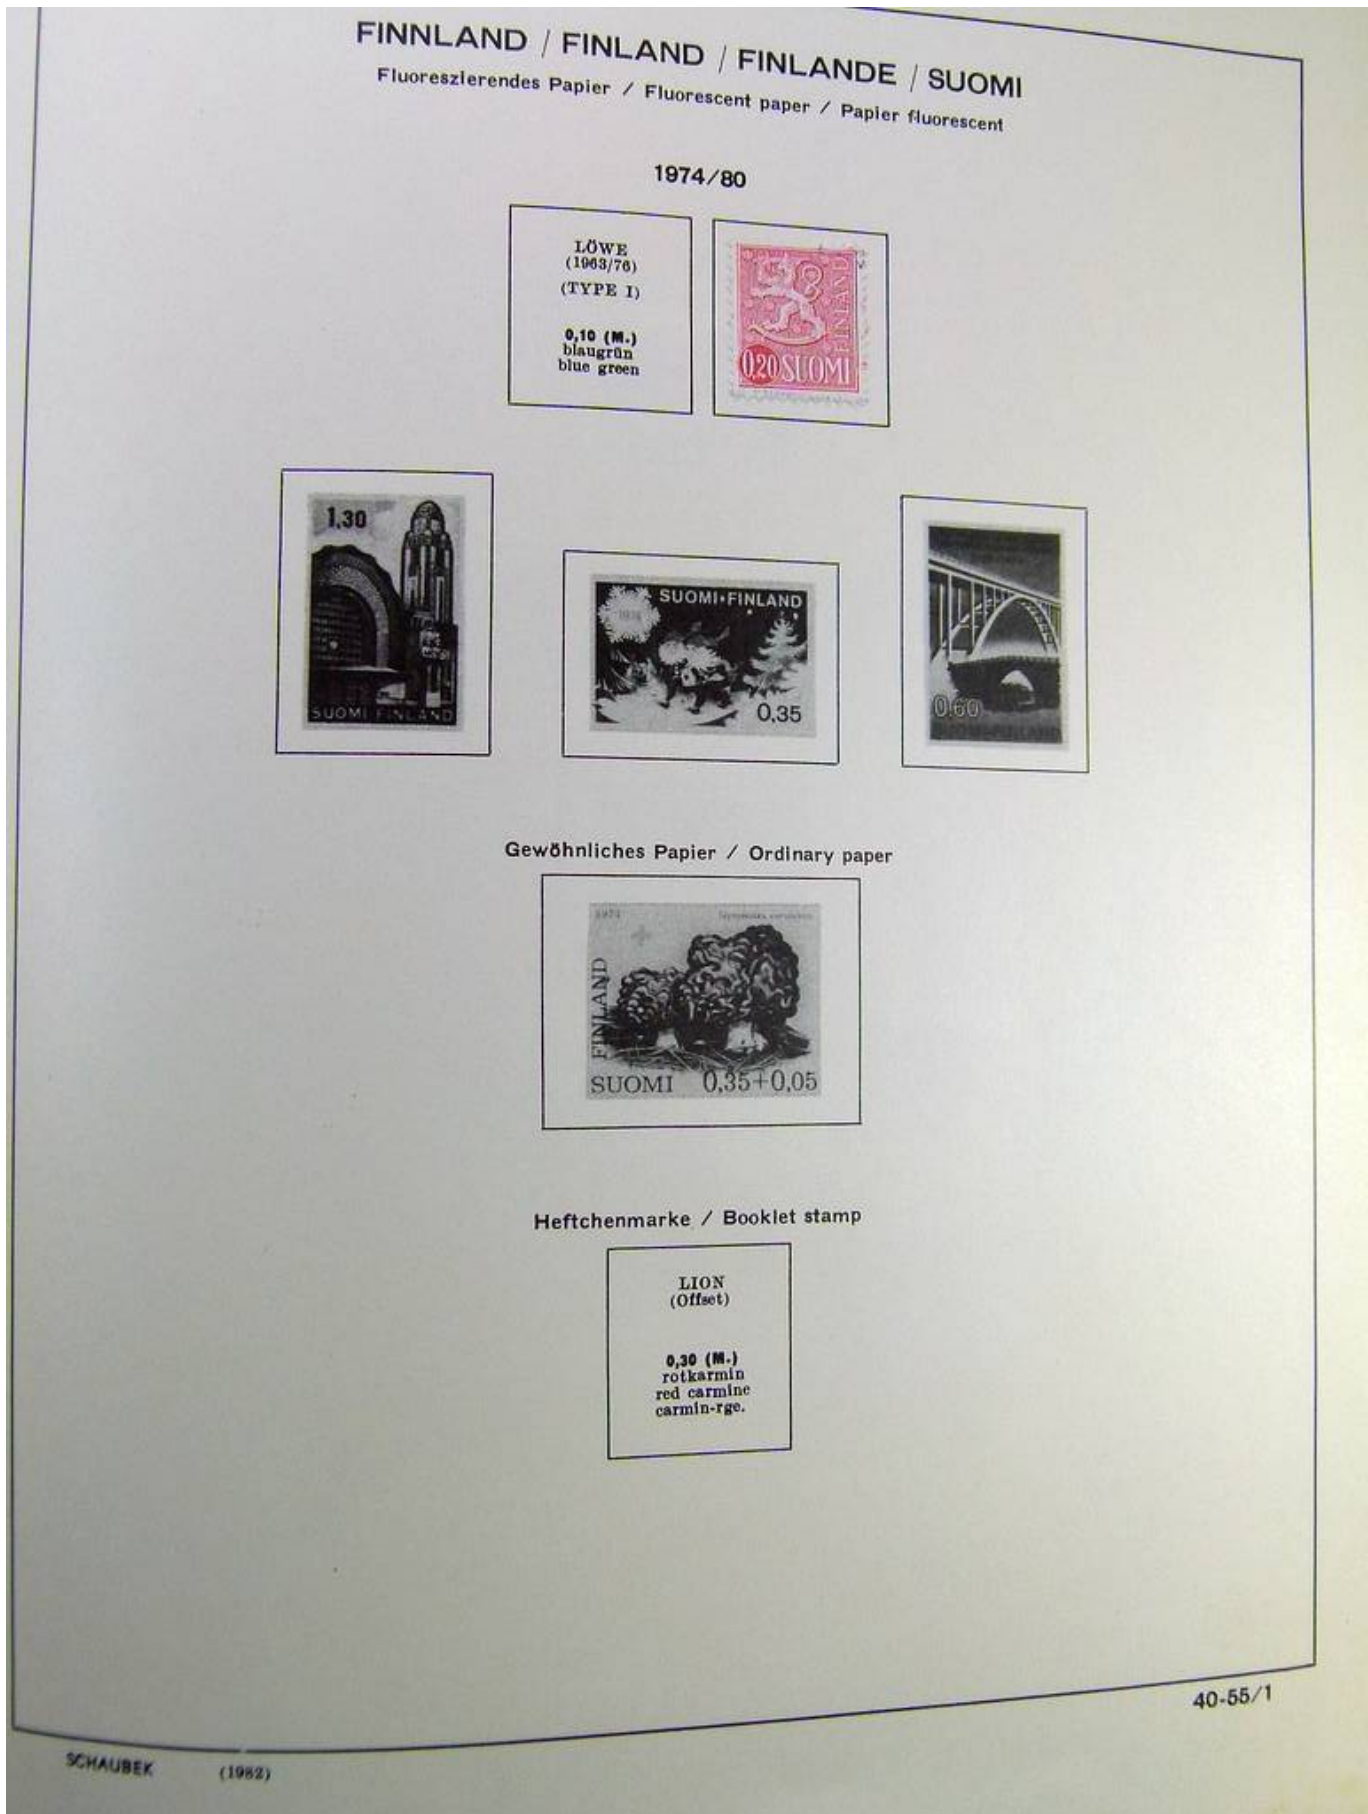 FINNLAND / FINLAND / FINLANDE / SUOMI
Fluoreszierendes Papier / Fluorescent paper / Papier fluorescent
1974/80
LÖWE
(1963/76)
(TYPE I)
0,10 (M.)
blaugrün
blue green
FINLAND
0,20 SUOMI
1,30
SUOMI FINLAND
SUOMI•FINLAND
0,35
0,60
SUOMI•FINLAND
Gewöhnliches Papier / Ordinary paper
1974
FINLAND
SUOMI 0,35+0,05
Heftchenmarke / Booklet stamp
LION
(Offset)
0,30 (M.)
rotkarmin
red carmine
carmin-rge.
40-55/1
SCHAUBEK (1982)